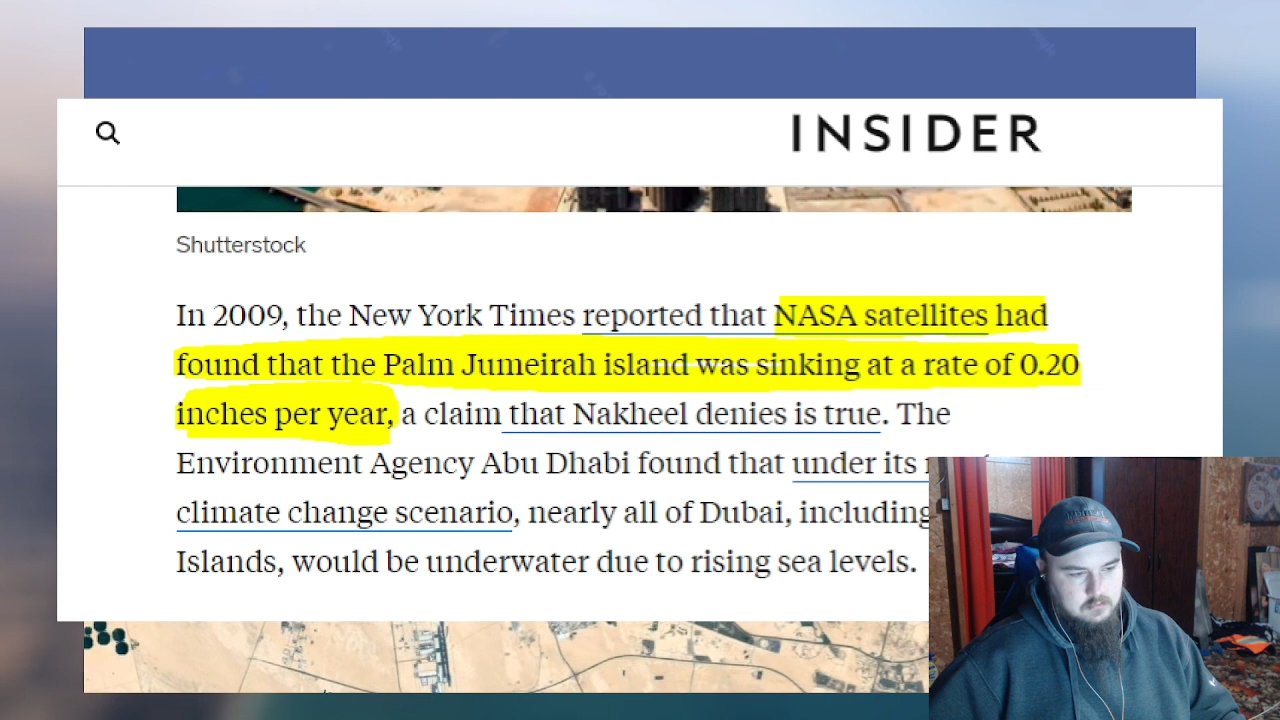 INSIDER
Shutterstock
In 2009, the New York Times reported that NASA satellites had
found that the Palm Jumeirah island was sinking at a rate of 0.20
inches per year, a claim that Nakheel denies is true. The
Environment Agency Abu Dhabi found that under its
climate change scenario, nearly all of Dubai, including
Islands, would be underwater due to rising sea levels.